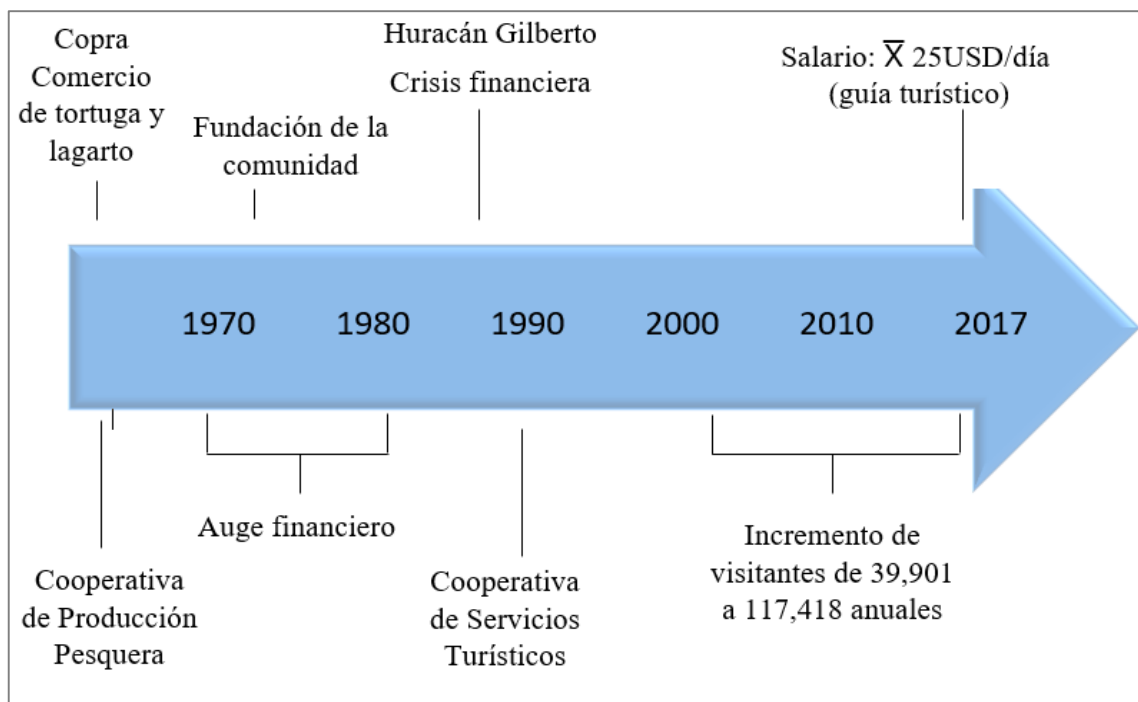 Copra
Comercio
de tortuga y
lagarto
Fundación de la
comunidad
Huracán Gilberto
Crisis financiera
Salario: X̅ 25USD/día
(guía turístico)
1970
1980
1990
2000
2010
2017
Cooperativa
de Producción
Pesquera
Auge financiero
Cooperativa
de Servicios
Turísticos
Incremento de
visitantes de 39,901
a 117,418 anuales